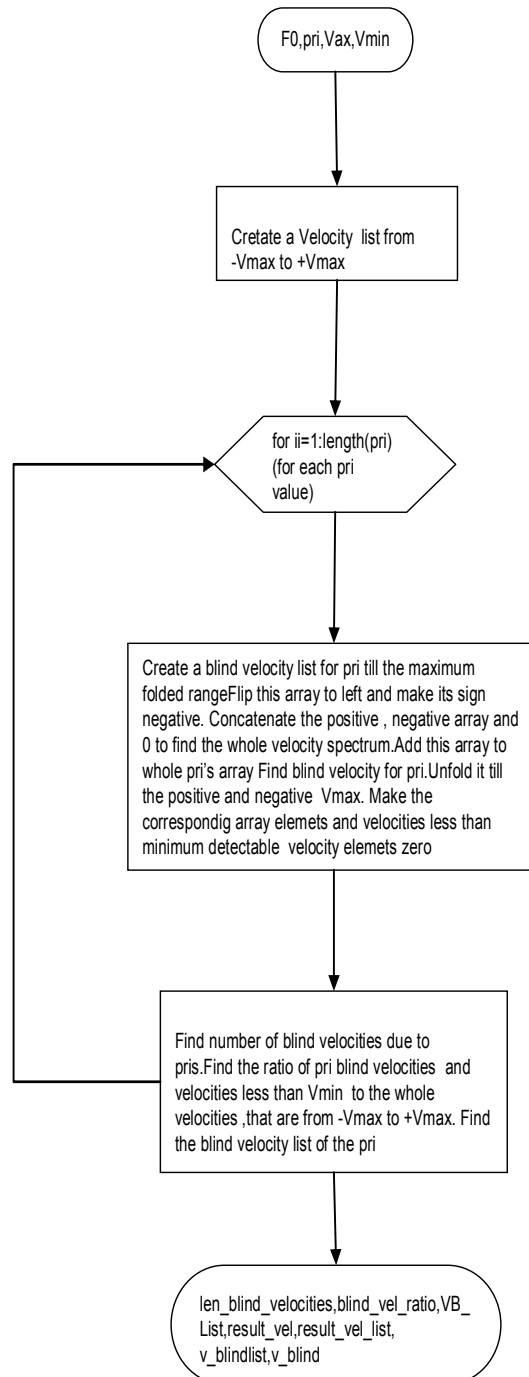 F0,pri,Vax,Vmin
Cretate a Velocity list from
-Vmax to +Vmax
for ii=1:length(pri)
(for each pri
value)
Create a blind velocity list for pri till the maximum
folded rangeFlip this array to left and make its sign
negative. Concatenate the positive , negative array and
0 to find the whole velocity spectrum.Add this array to
whole pri's array Find blind velocity for pri.Unfold it till
the positive and negative Vmax. Make the
correspondig array elemets and velocities less than
minimum detectable velocity elemets zero
Find number of blind velocities due to
pris.Find the ratio of pri blind velocities and
velocities less than Vmin to the whole
velocities ,that are from -Vmax to +Vmax. Find
the blind velocity list of the pri
len_blind_velocities,blind_vel_ratio,VB_
List,result_vel,result_vel_list,
v_blindlist,v_blind